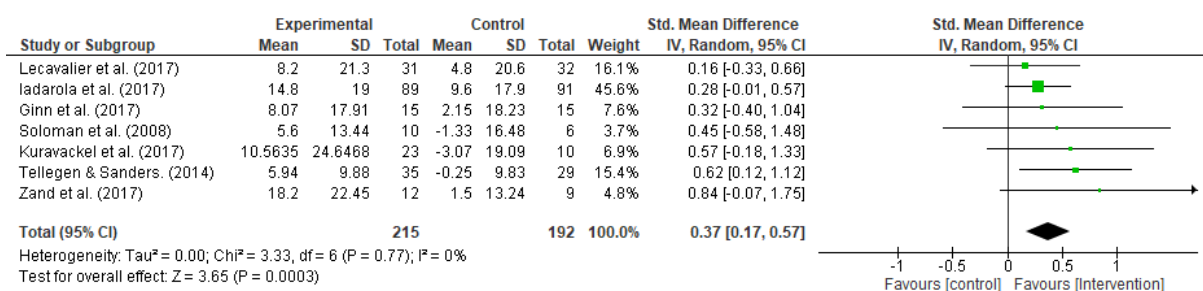 Experimental Control Std. Mean Difference Std. Mean Difference
Study or Subgroup Mean SD Total Mean SD Total Weight IV, Random, 95% CI IV, Random, 95% CI
Lecavalier et al. (2017) 8.2 21.3 31 4.8 20.6 32 16.1% 0.16 [-0.33, 0.66]
Iadarola et al. (2017) 14.8 19 89 9.6 17.9 91 45.6% 0.28 [-0.01, 0.57]
Ginn et al. (2017) 8.07 17.91 15 2.15 18.23 15 7.6% 0.32 [-0.40, 1.04]
Soloman et al. (2008) 5.6 13.44 10 -1.33 16.48 6 3.7% 0.45 [-0.58, 1.48]
Kuravackel et al. (2017) 10.5635 24.6468 23 -3.07 19.09 10 6.9% 0.57 [-0.18, 1.33]
Tellegen & Sanders. (2014) 5.94 9.88 35 -0.25 9.83 29 15.4% 0.62 [0.12, 1.12]
Zand et al. (2017) 18.2 22.45 12 1.5 13.24 9 4.8% 0.84 [-0.07, 1.75]
Total (95% CI) 215 192 100.0% 0.37 [0.17, 0.57]
Heterogeneity: Tau² = 0.00; Chi² = 3.33, df = 6 (P = 0.77); I² = 0%
Test for overall effect: Z = 3.65 (P = 0.0003)
-1 -0.5 0 0.5 1
Favours [control] Favours [Intervention]